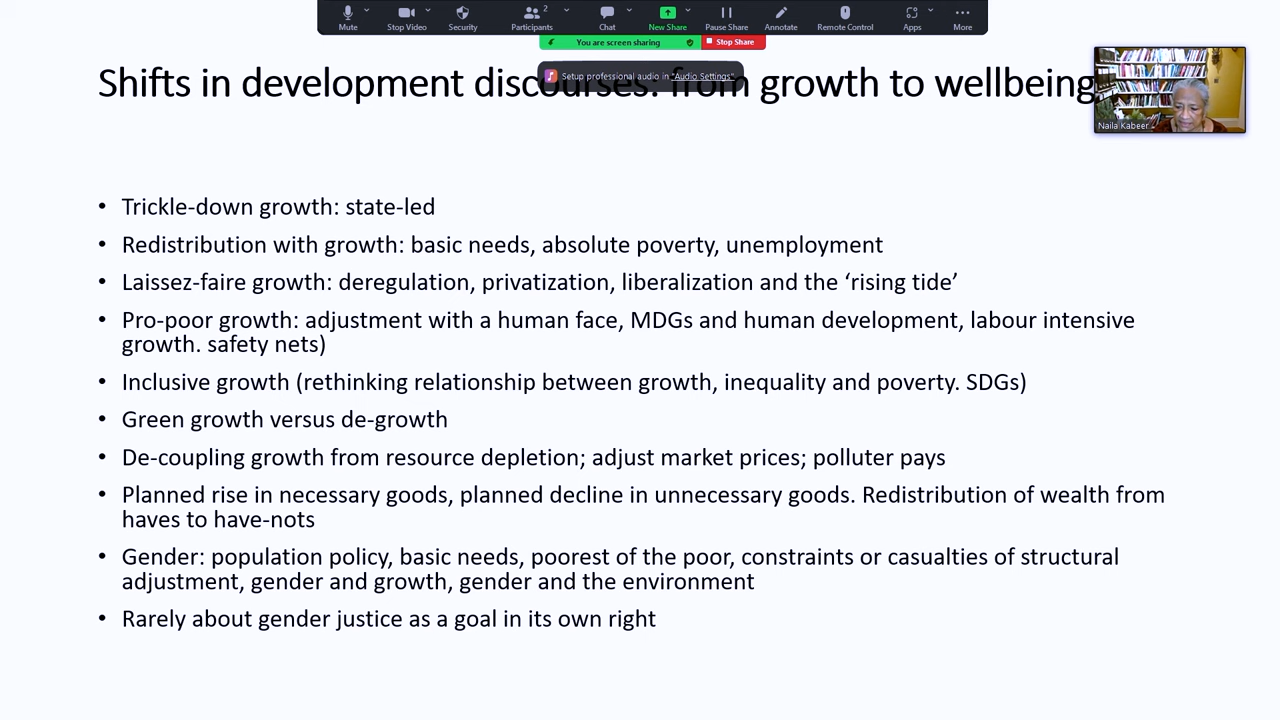 Mute
Stop Video
Security
Participants
2
Chat
New Share
Pause Share
Annotate
Remote Control
Apps
More
You are screen sharing
Stop Share
Setup professional audio in "Audio Settings"
Shifts in development discourses: from growth to wellbeing
Naila Kabeer
• Trickle-down growth: state-led
• Redistribution with growth: basic needs, absolute poverty, unemployment
• Laissez-faire growth: deregulation, privatization, liberalization and the ‘rising tide’
• Pro-poor growth: adjustment with a human face, MDGs and human development, labour intensive
growth. safety nets)
• Inclusive growth (rethinking relationship between growth, inequality and poverty. SDGs)
• Green growth versus de-growth
• De-coupling growth from resource depletion; adjust market prices; polluter pays
• Planned rise in necessary goods, planned decline in unnecessary goods. Redistribution of wealth from
haves to have-nots
• Gender: population policy, basic needs, poorest of the poor, constraints or casualties of structural
adjustment, gender and growth, gender and the environment
• Rarely about gender justice as a goal in its own right